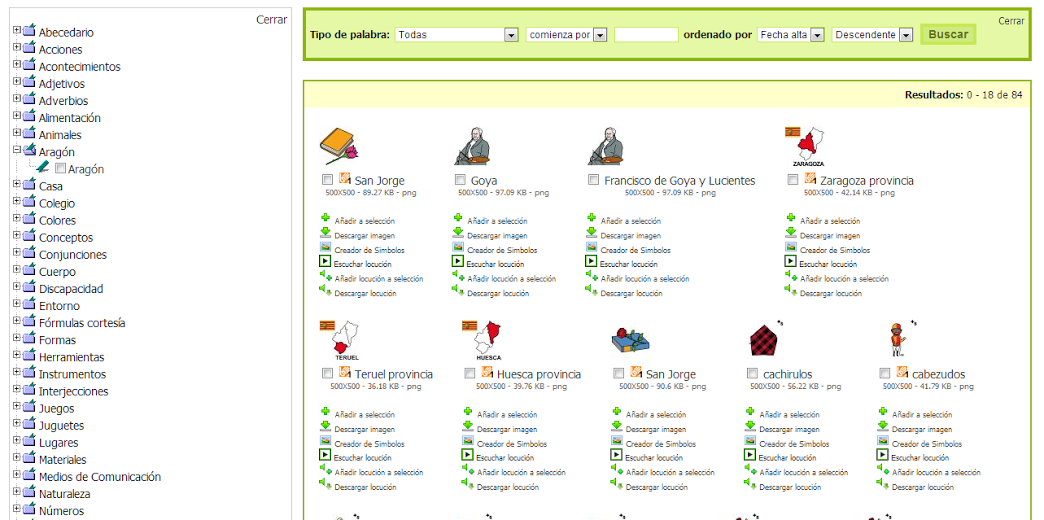 Cerrar
Abecedario
Acciones
Acontecimientos
Adjetivos
Adverbios
Alimentación
Animales
Aragón
Aragón
Casa
Colegio
Colores
Conceptos
Conjunciones
Cuerpo
Discapacidad
Entorno
Fórmulas cortesía
Formas
Herramientas
Instrumentos
Interjecciones
Juegos
Juguetes
Lugares
Materiales
Medios de Comunicación
Naturaleza
Números
Cerrar
Tipo de palabra: Todas comienza por ordenado por Fecha alta Descendente Buscar
Resultados: 0 - 18 de 84
ZARAGOZA
San Jorge Goya Francisco de Goya y Lucientes Zaragoza provincia
500X500 - 89.27 KB - png 500X500 - 97.09 KB - png 500X500 - 97.09 KB - png 500X500 - 42.14 KB - png
Añadir a selección Añadir a selección Añadir a selección Añadir a selección
Descargar imagen Descargar imagen Descargar imagen Descargar imagen
Creador de Simbolos Creador de Simbolos Creador de Simbolos Creador de Simbolos
Escuchar locución Escuchar locución Escuchar locución Escuchar locución
Añadir locución a selección Añadir locución a selección Añadir locución a selección Añadir locución a selección
Descargar locución Descargar locución Descargar locución Descargar locución
TERUEL HUESCA
Teruel provincia Huesca provincia San Jorge cachirulos cabezudos
500X500 - 36.18 KB - png 500X500 - 39.76 KB - png 500X500 - 90.6 KB - png 500X500 - 56.22 KB - png 500X500 - 41.79 KB - png
Añadir a selección Añadir a selección Añadir a selección Añadir a selección Añadir a selección
Descargar imagen Descargar imagen Descargar imagen Descargar imagen Descargar imagen
Creador de Simbolos Creador de Simbolos Creador de Simbolos Creador de Simbolos Creador de Simbolos
Escuchar locución Escuchar locución Escuchar locución Escuchar locución Escuchar locución
Añadir locución a selección Añadir locución a selección Añadir locución a selección Añadir locución a selección Añadir locución a selección
Descargar locución Descargar locución Descargar locución Descargar locución Descargar locución